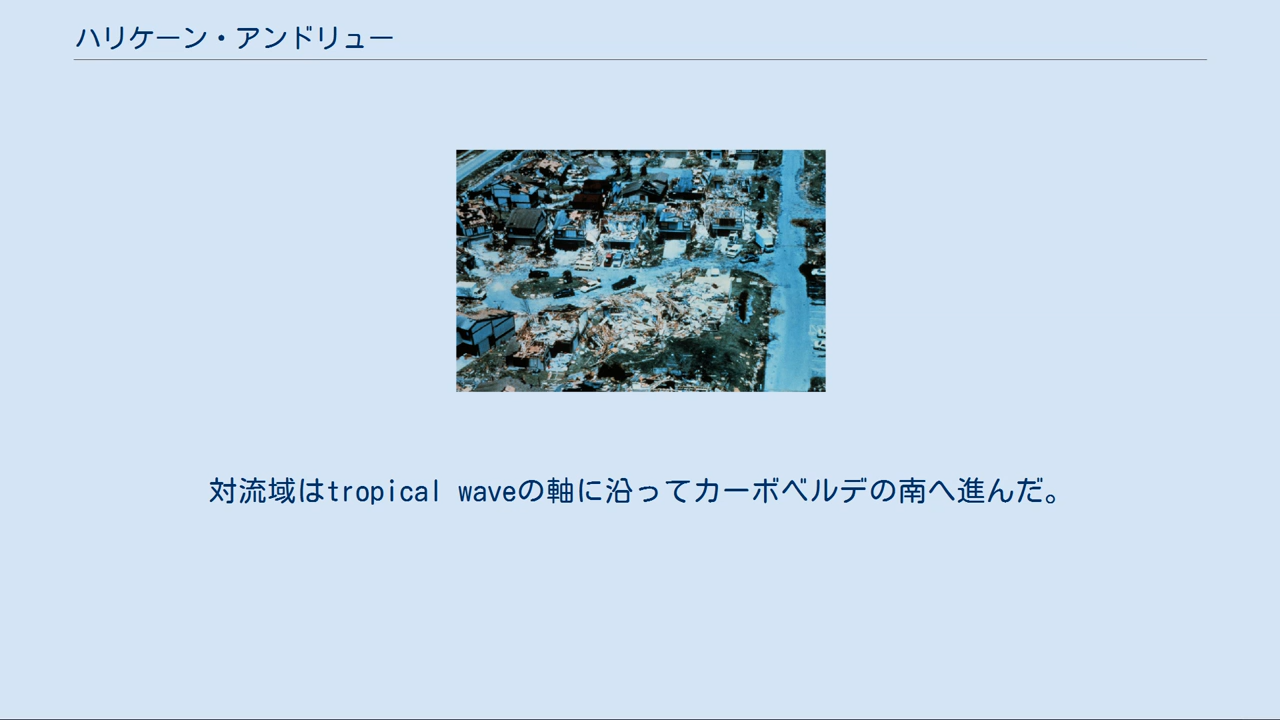 ハリケーン・アンドリュー
対流域はtropical waveの軸に沿ってカーボベルデの南へ進んだ。